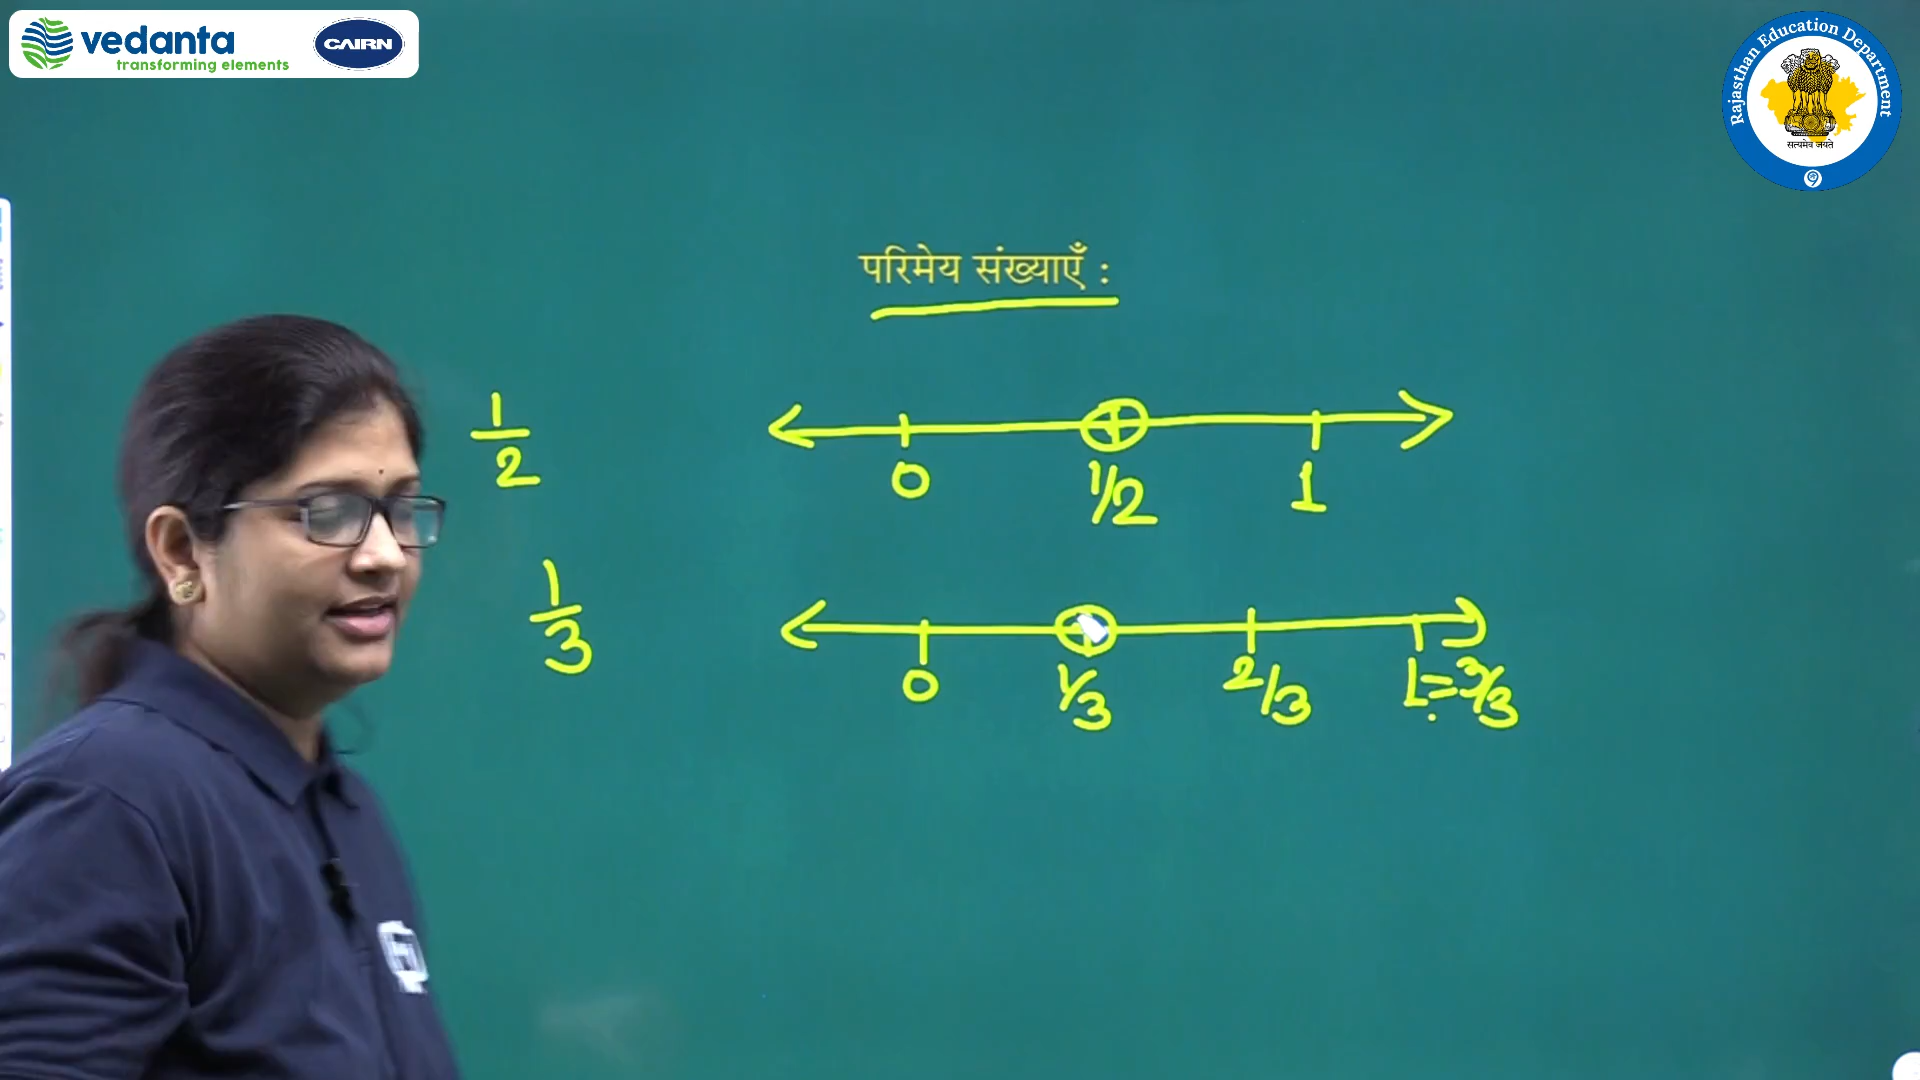 vedanta
transforming elements
CAIRN
Rajasthan Education Department
सत्यमेव जयते
परिमेय संख्याएँ :
1/2
0 1/2 1
1/3
0 1/3 2/3 1=3/3